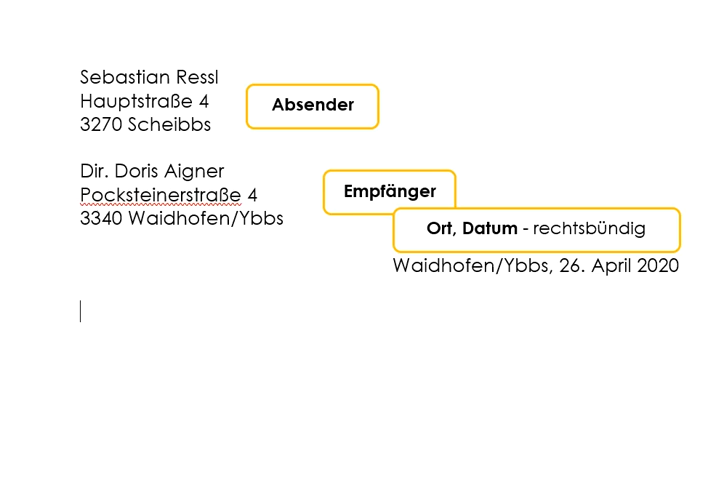 Sebastian Ressl
Hauptstraße 4
3270 Scheibbs
Absender
Dir. Doris Aigner
Pocksteinerstraße 4
3340 Waidhofen/Ybbs
Empfänger
Ort, Datum - rechtsbündig
Waidhofen/Ybbs, 26. April 2020